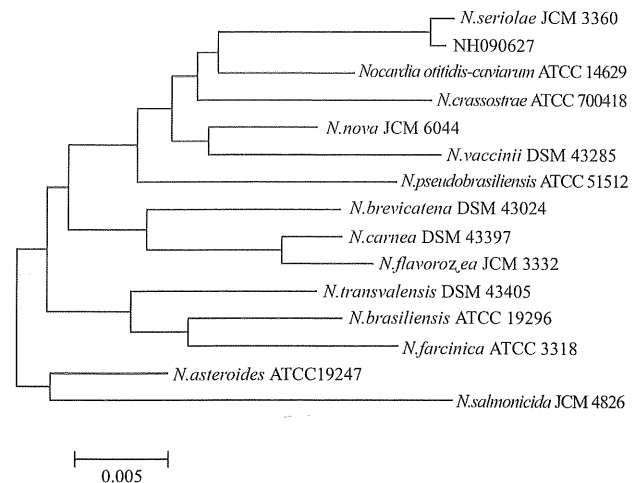 N.seriolae JCM 3360
NH090627
Nocardia otitidis-caviarum ATCC 14629
N.crassostrae ATCC 700418
N.nova JCM 6044
N.vaccinii DSM 43285
N.pseudobrasiliensis ATCC 51512
N.brevicatena DSM 43024
N.carnea DSM 43397
N.flavoroz,ea JCM 3332
N.transvalensis DSM 43405
N.brasiliensis ATCC 19296
N.farcinica ATCC 3318
N.asteroides ATCC19247
N.salmonicida JCM 4826
0.005